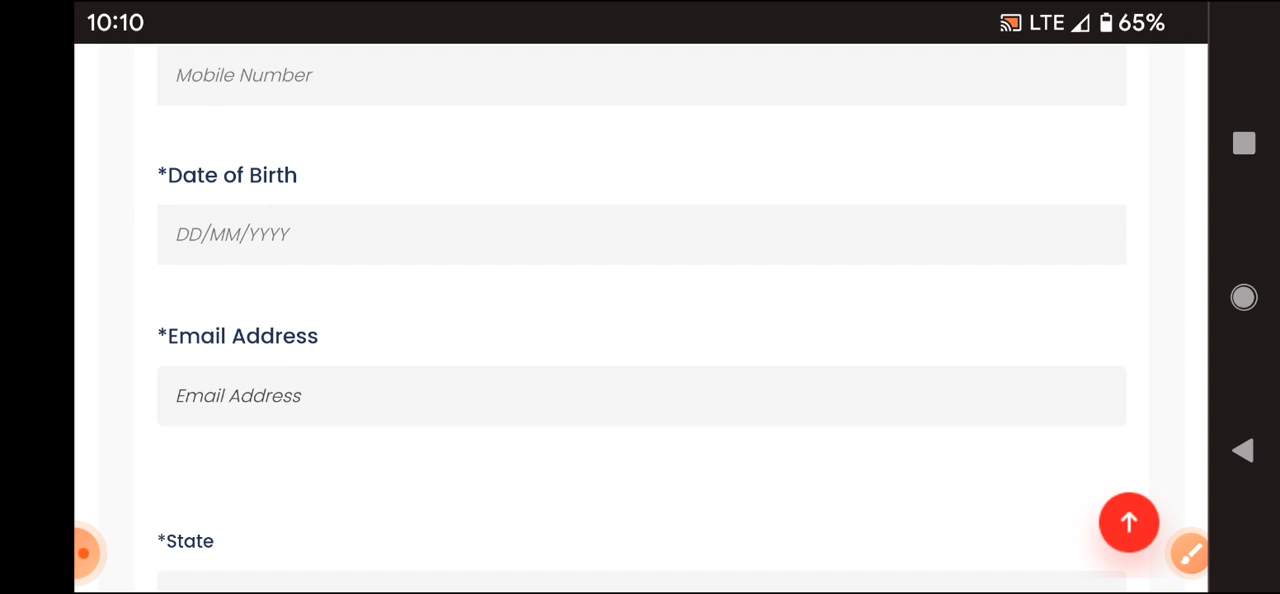 10:10 LTE 65%
Mobile Number
*Date of Birth
DD/MM/YYYY
*Email Address
Email Address
*State